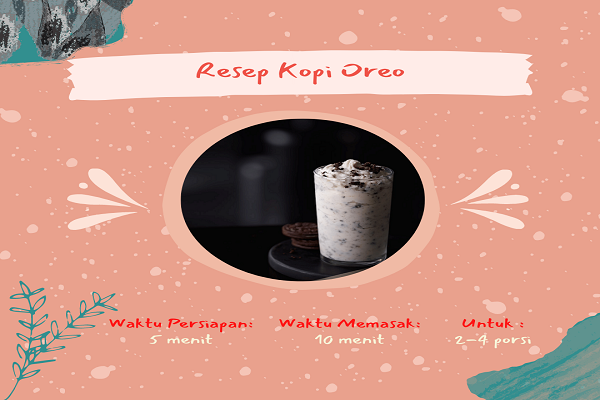 Resep Kopi Oreo
Waktu Persiapan:
5 menit
Waktu Memasak:
10 menit
Untuk :
2-4 porsi